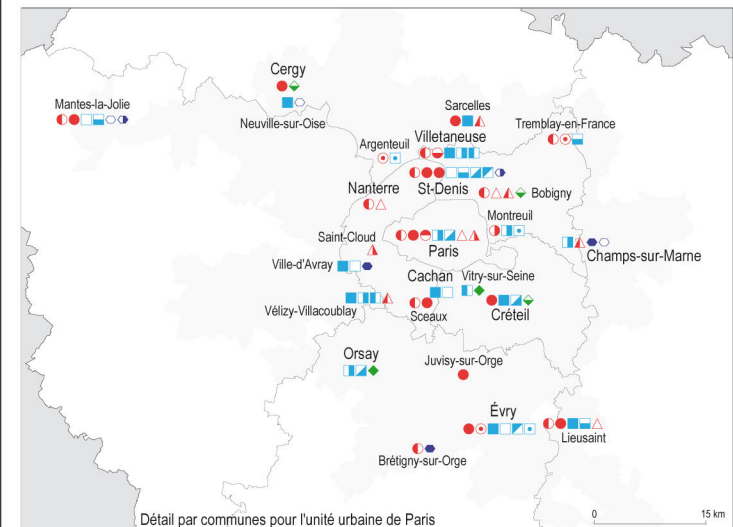 Cergy
Mantes-la-Jolie
Neuville-sur-Oise
Sarcelles
Tremblay-en-France
Villetaneuse
Argenteuil
Nanterre
St-Denis
Bobigny
Montreuil
Saint-Cloud
Paris
Champs-sur-Marne
Ville-d'Avray
Cachan
Vitry-sur-Seine
Vélizy-Villacoublay
Sceaux
Créteil
Orsay
Juvisy-sur-Orge
Évry
Lieusaint
Brétigny-sur-Orge
Détail par communes pour l'unité urbaine de Paris
0 15 km